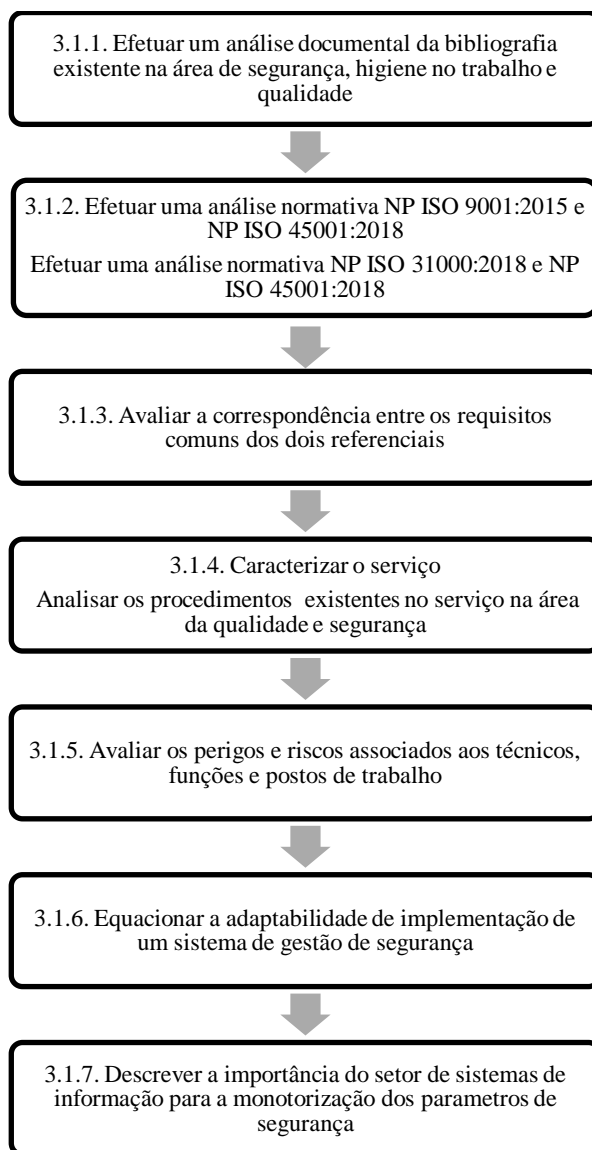 3.1.1. Efetuar um análise documental da bibliografia
existente na área de segurança, higiene no trabalho e
qualidade
3.1.2. Efetuar uma análise normativa NP ISO 9001:2015 e
NP ISO 45001:2018
Efetuar uma análise normativa NP ISO 31000:2018 e NP
ISO 45001:2018
3.1.3. Avaliar a correspondência entre os requisitos
comuns dos dois referenciais
3.1.4. Caracterizar o serviço
Analisar os procedimentos existentes no serviço na área
da qualidade e segurança
3.1.5. Avaliar os perigos e riscos associados aos técnicos,
funções e postos de trabalho
3.1.6. Equacionar a adaptabilidade de implementação de
um sistema de gestão de segurança
3.1.7. Descrever a importância do setor de sistemas de
informação para a monotorização dos parametros de
segurança